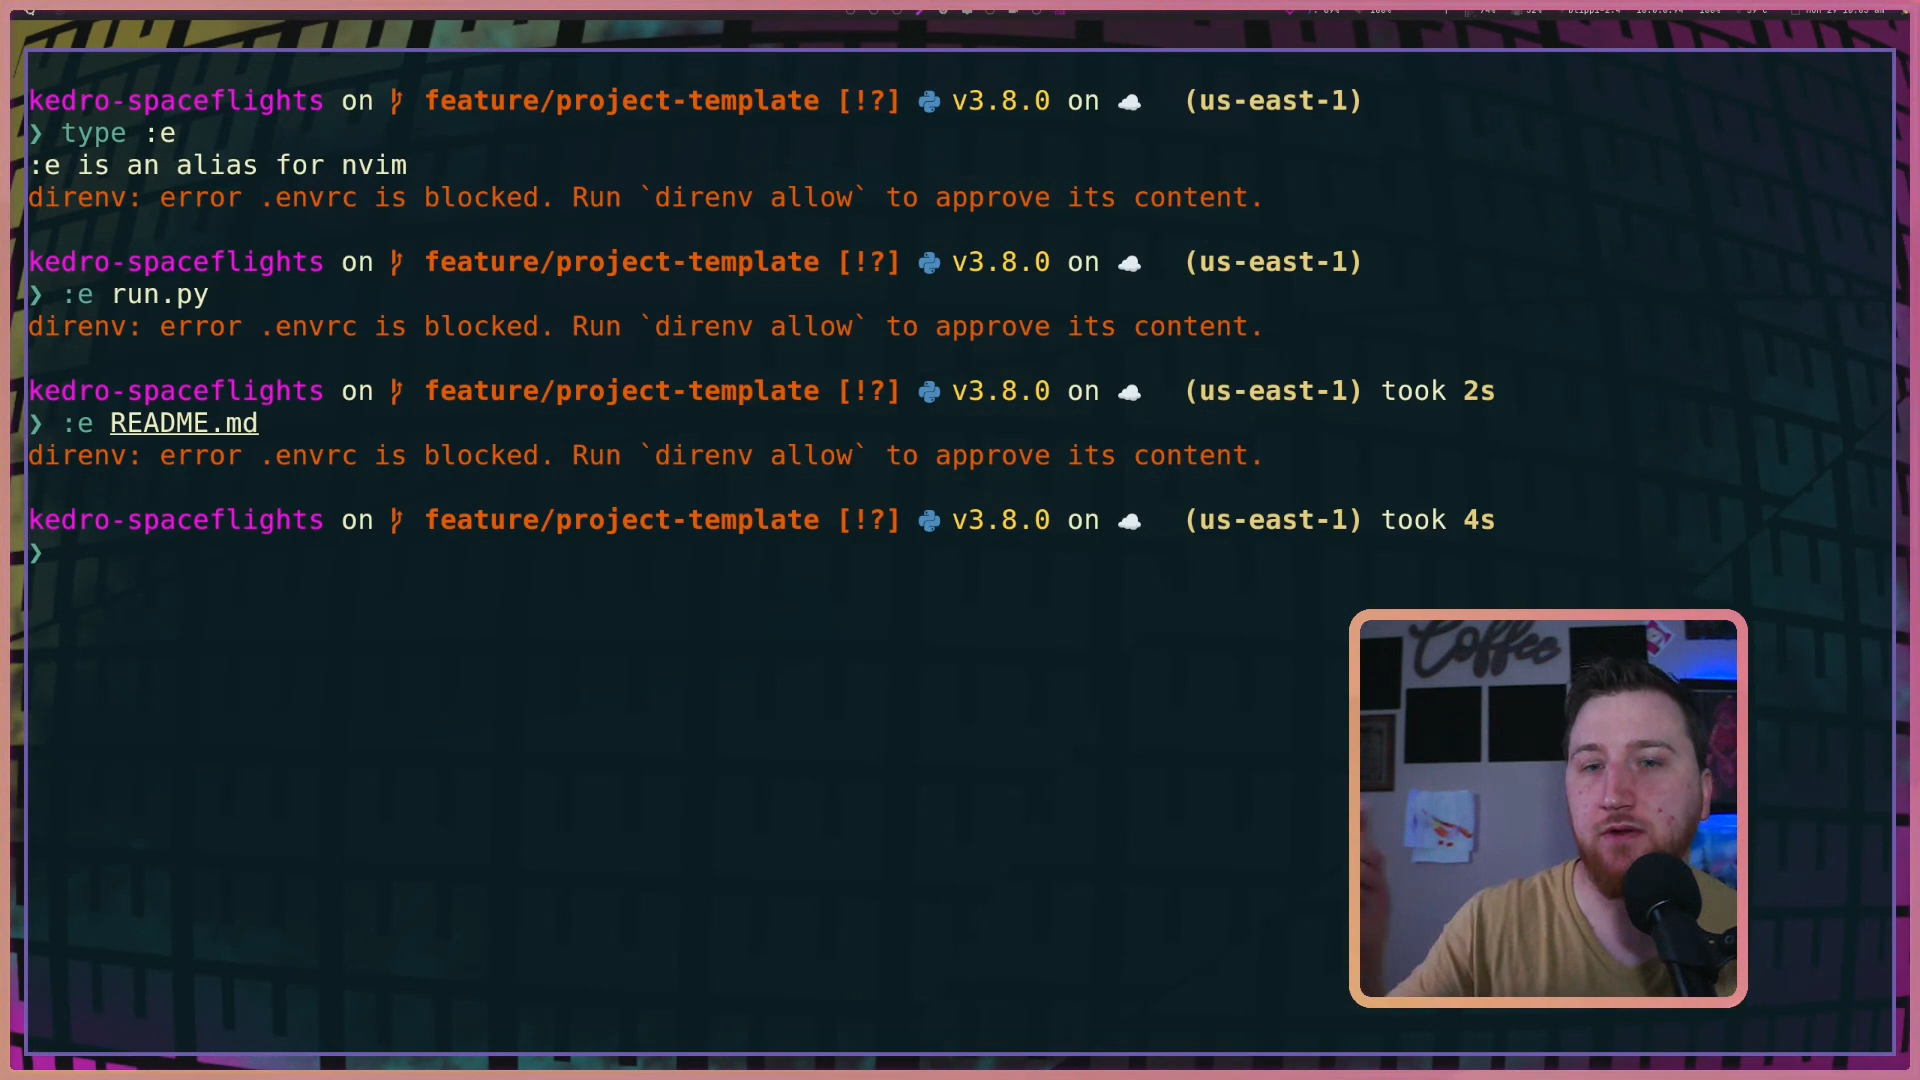 kedro-spaceflights on feature/project-template [!?] v3.8.0 on (us-east-1)
❯ type :e
:e is an alias for nvim
direnv: error .envrc is blocked. Run `direnv allow` to approve its content.
kedro-spaceflights on feature/project-template [!?] v3.8.0 on (us-east-1)
❯ :e run.py
direnv: error .envrc is blocked. Run `direnv allow` to approve its content.
kedro-spaceflights on feature/project-template [!?] v3.8.0 on (us-east-1) took 2s
❯ :e README.md
direnv: error .envrc is blocked. Run `direnv allow` to approve its content.
kedro-spaceflights on feature/project-template [!?] v3.8.0 on (us-east-1) took 4s
❯
Coffee